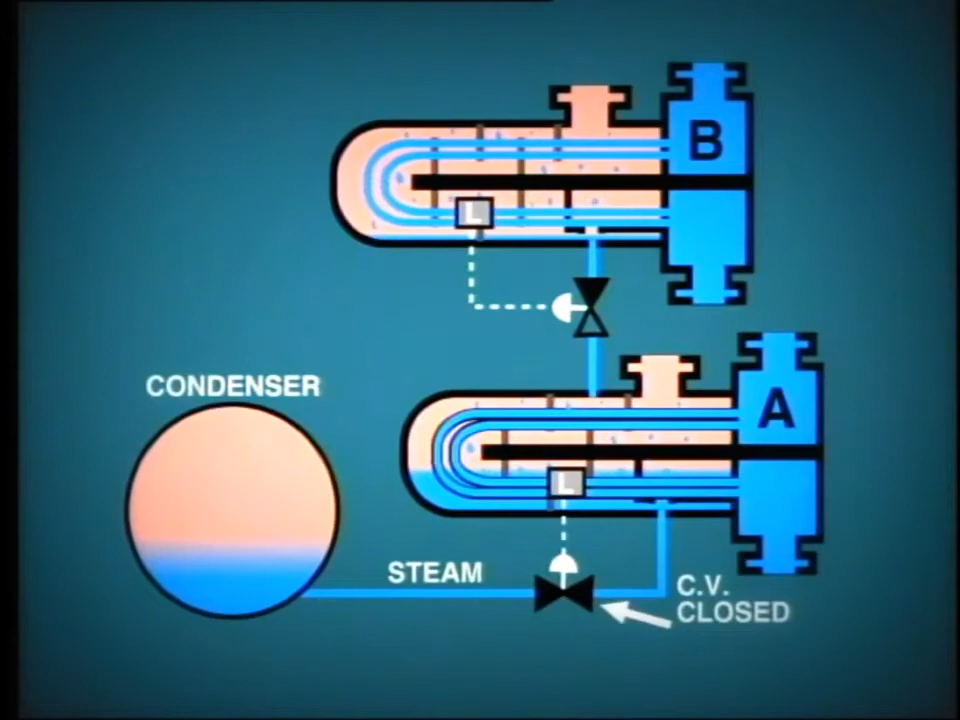 B
L
CONDENSER
A
L
STEAM
C.V.
CLOSED